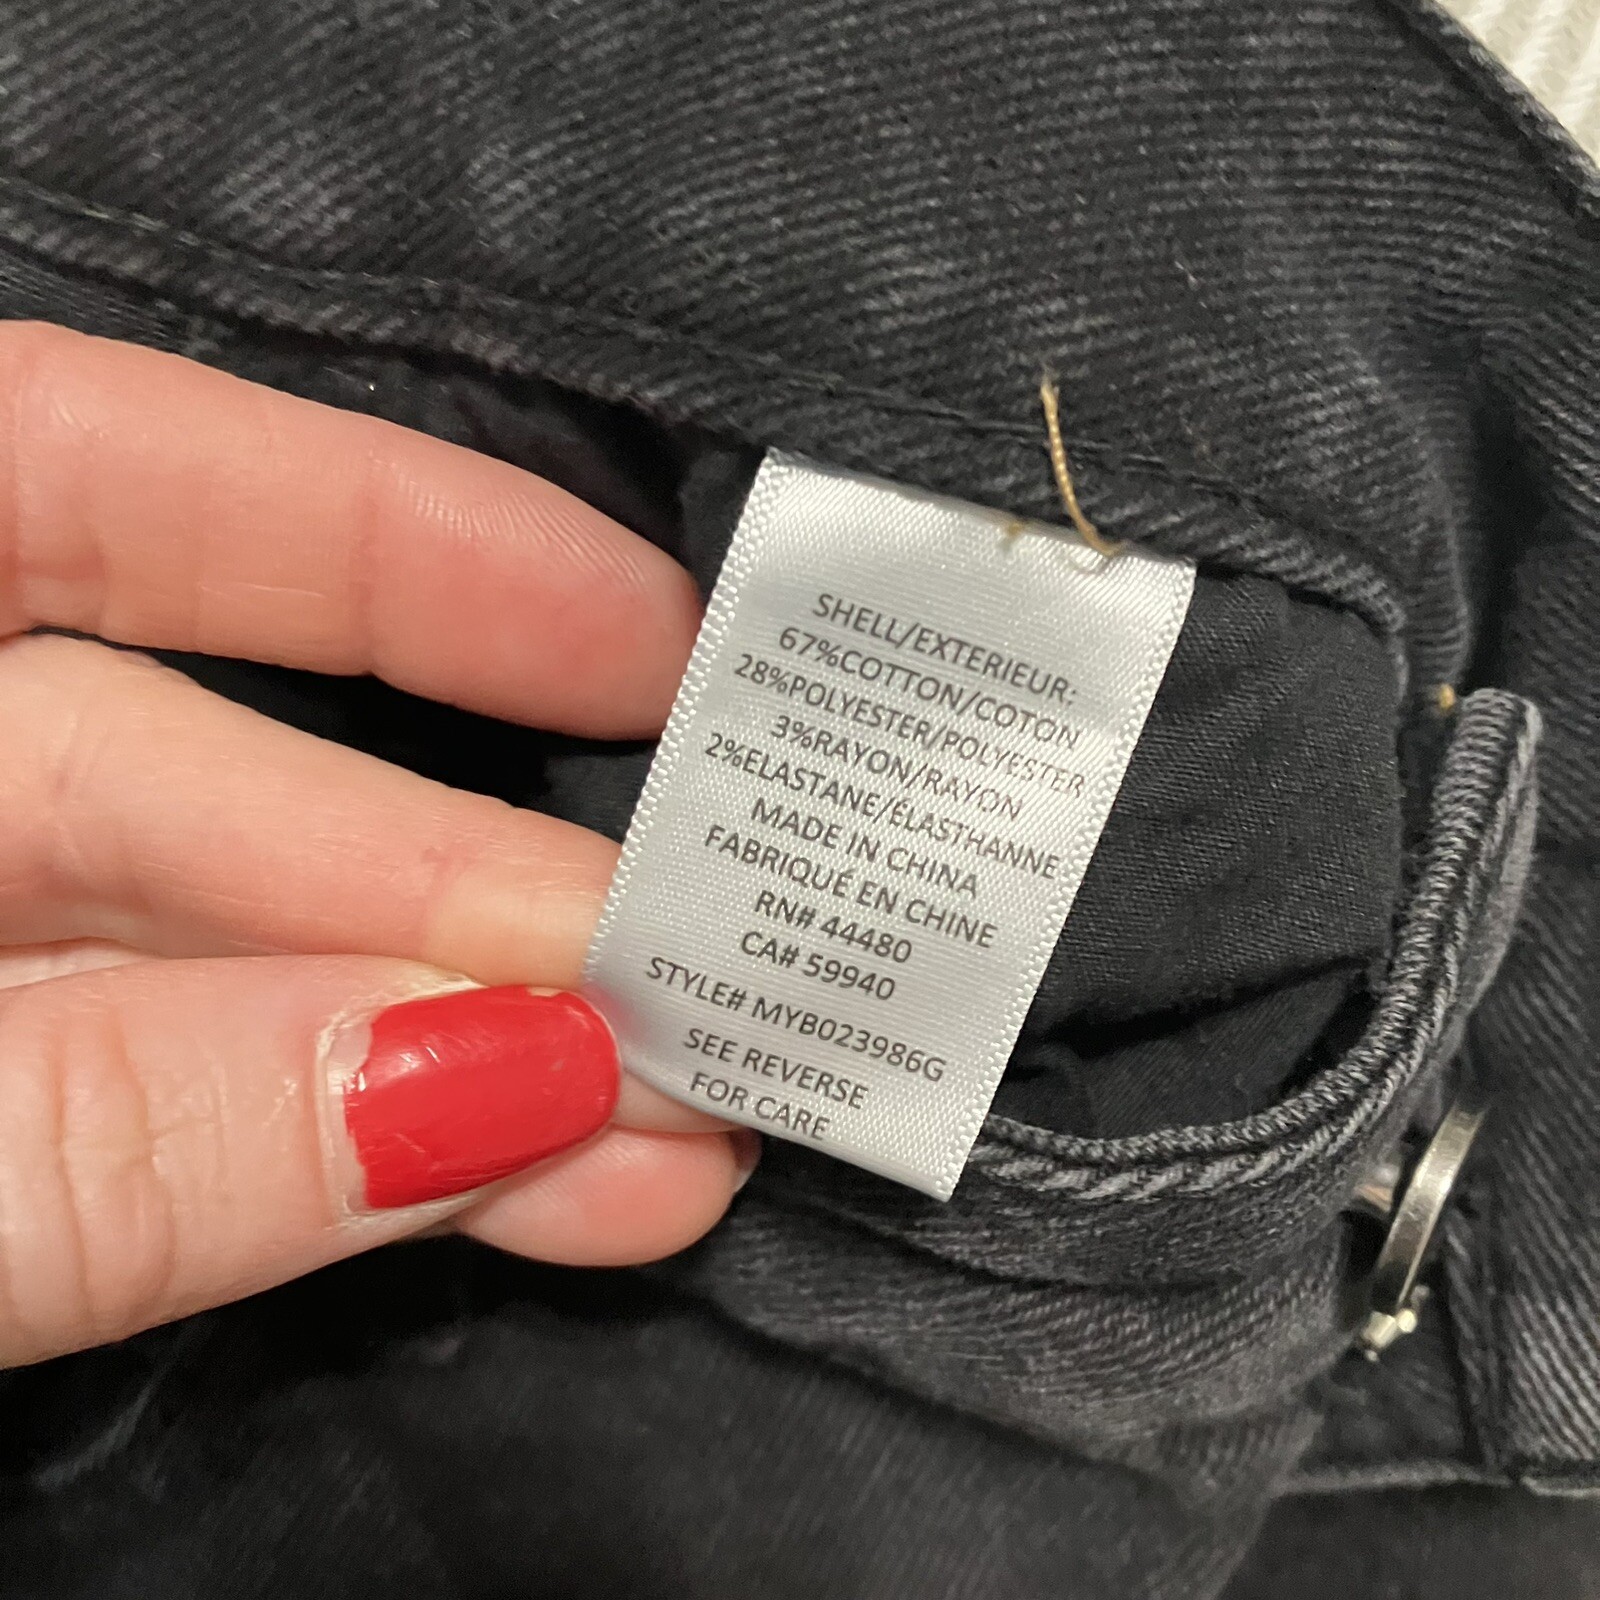 SHELL/EXTERIEUR:
67%COTTON/COTON
28%POLYESTER/POLYESTER
3%RAYON/RAYON
2%ELASTANE/ÉLASTHANNE
MADE IN CHINA
FABRIQUÉ EN CHINE
RN# 44480
CA# 59940
STYLE# MYB023986G
SEE REVERSE
FOR CARE